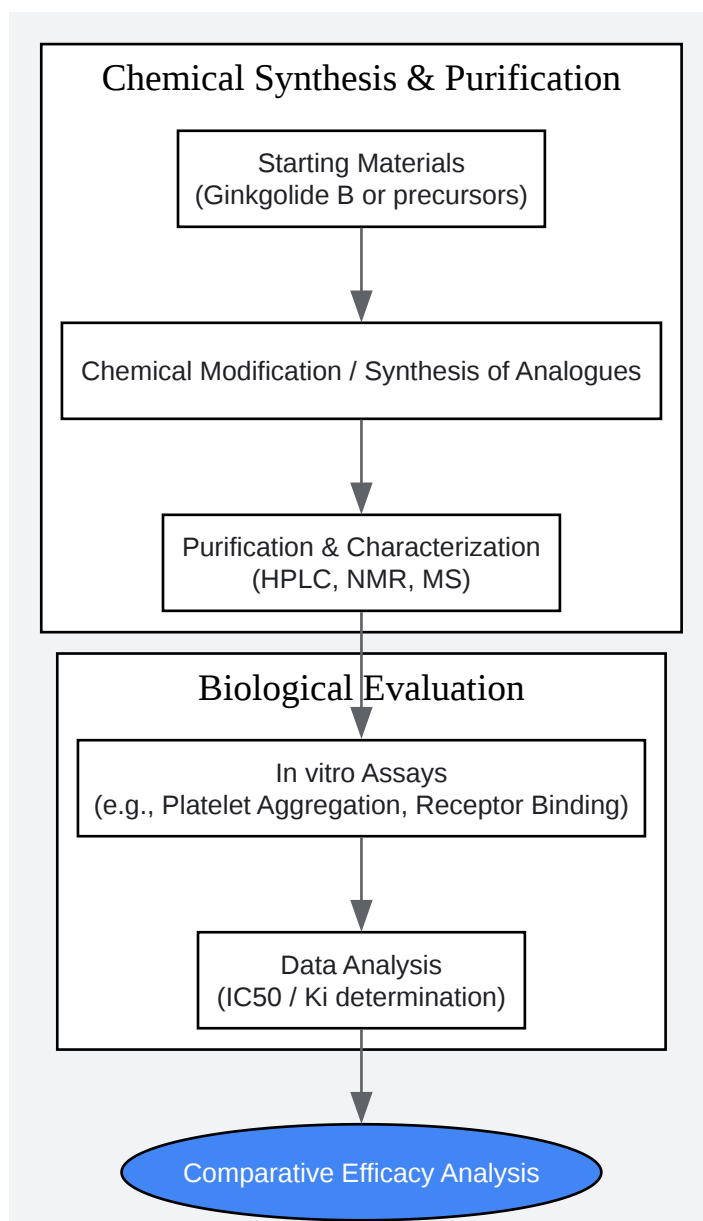 Chemical Synthesis & Purification
Starting Materials
(Ginkgolide B or precursors)
Chemical Modification / Synthesis of Analogues
Purification & Characterization
(HPLC, NMR, MS)
Biological Evaluation
In vitro Assays
(e.g., Platelet Aggregation, Receptor Binding)
Data Analysis
(IC50 / Ki determination)
Comparative Efficacy Analysis